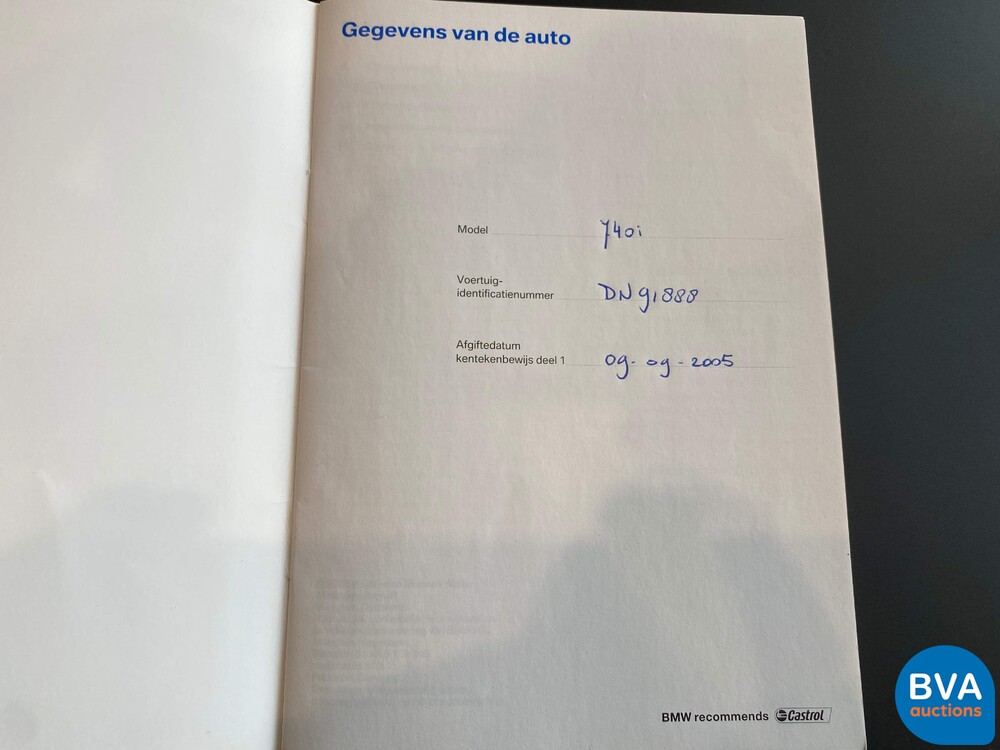 Gegevens van de auto
Model 740i
Voertuig-
identificatienummer DN91888
Afgiftedatum
kentekenbewijs deel 1 09-09-2005
BMW recommends Castrol
BVA
auctions